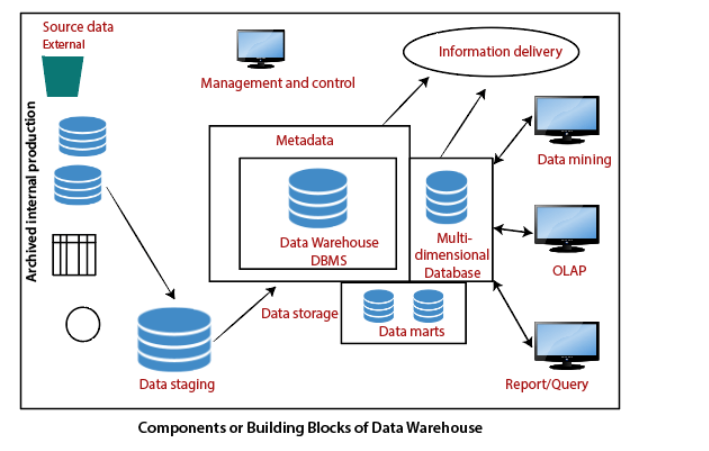 Source data
External
Archived internal production
Management and control
Information delivery
Metadata
Data Warehouse
DBMS
Multi-
dimensional
Database
Data mining
OLAP
Data storage
Data marts
Data staging
Report/Query
Components or Building Blocks of Data Warehouse